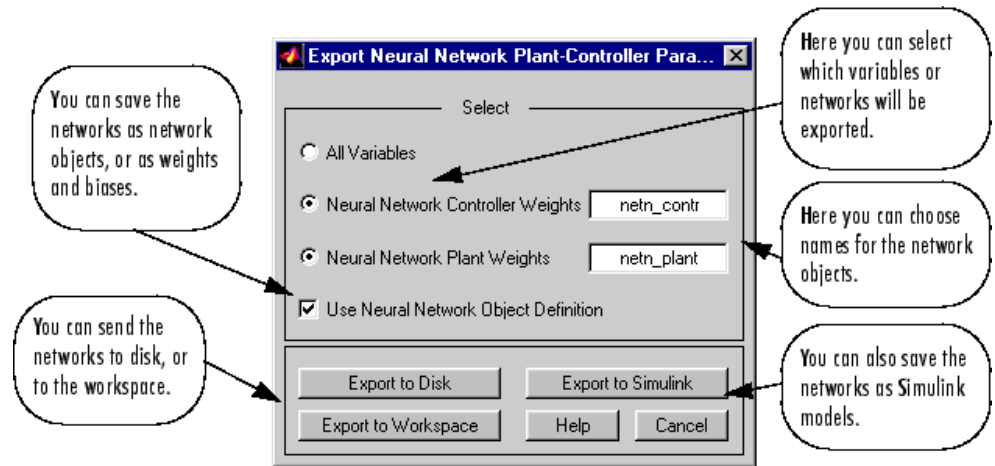 Export Neural Network Plant-Controller Para...
Select
All Variables
Neural Network Controller Weights
netn_contr
Neural Network Plant Weights
netn_plant
Use Neural Network Object Definition
Export to Disk
Export to Simulink
Export to Workspace
Help
Cancel
You can save the
networks as network
objects, or as weights
and biases.
You can send the
networks to disk, or
to the workspace.
Here you can select
which variables or
networks will be
exported.
Here you can choose
names for the network
objects.
You can also save the
networks as Simulink
models.